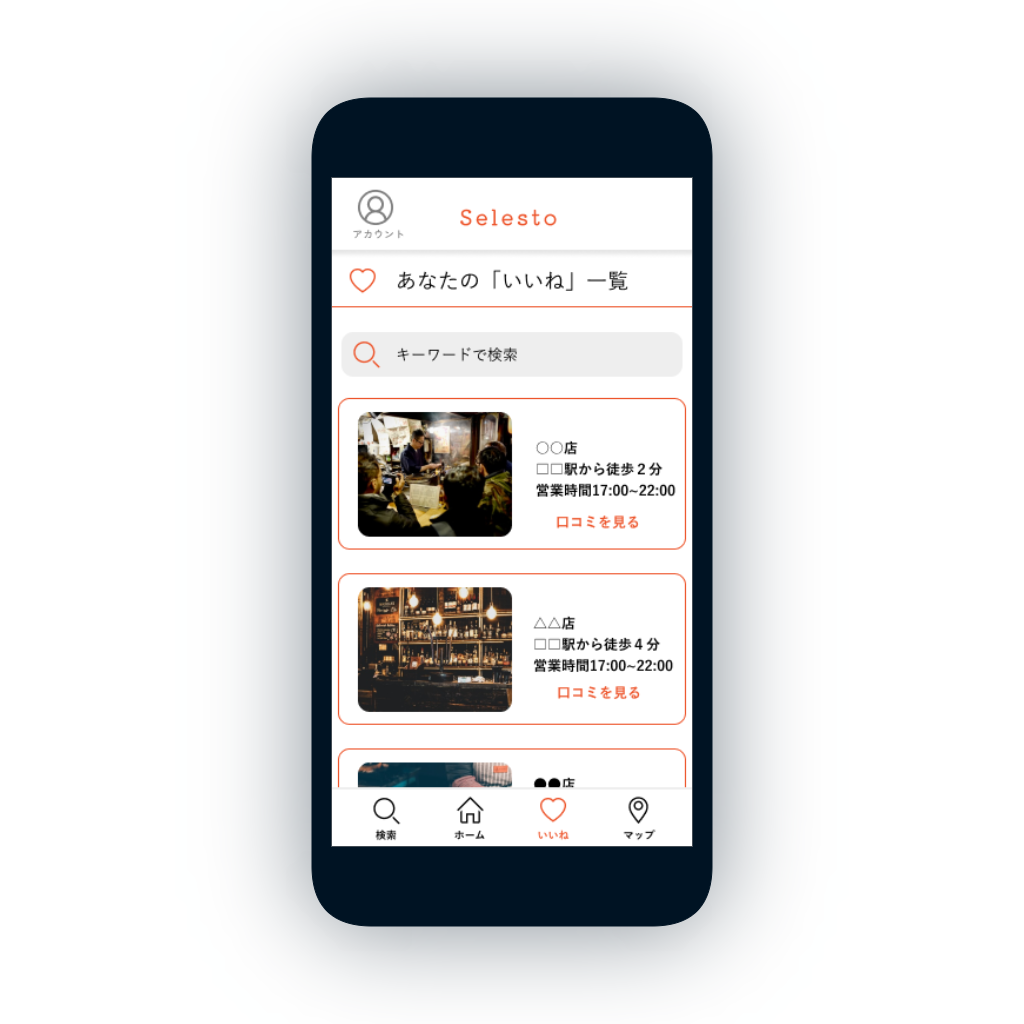 アカウント
Selesto
あなたの「いいね」一覧
キーワードで検索
○○店
□□駅から徒歩２分
営業時間17:00~22:00
口コミを見る
△△店
□□駅から徒歩４分
営業時間17:00~22:00
口コミを見る
●●店
検索
ホーム
いいね
マップ